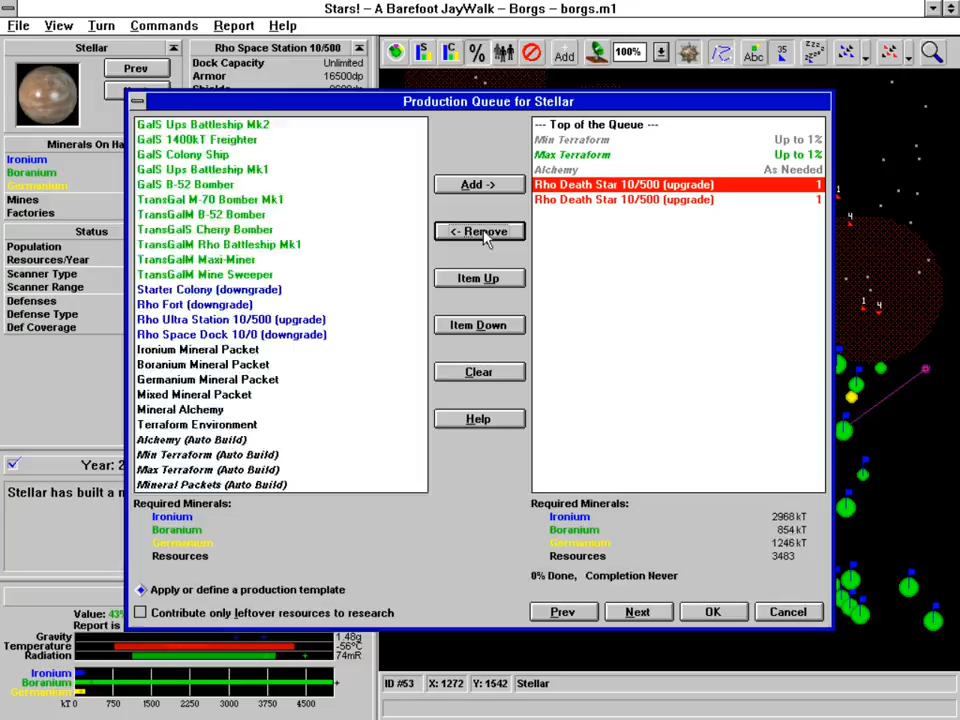 Stars! – A Barefoot JayWalk – Borgs – borgs.m1
File View Turn Commands Report Help
Stellar
Prev
Rho Space Station 10/500
Dock Capacity Unlimited
Armor 16500dp
100%
Add
Abc
35
Minerals On Ha
Ironium
Boranium
Germanium
Mines
Factories
Status
Population
Resources/Year
Scanner Type
Scanner Range
Defenses
Defense Type
Def Coverage
Year: 2
Stellar has built a n
Value: 43%
Report is
Production Queue for Stellar
GalS Ups Battleship Mk2
GalS 1400kT Freighter
GalS Colony Ship
GalS Ups Battleship Mk1
GalS B-52 Bomber
TransGal M-70 Bomber Mk1
TransGalM B-52 Bomber
TransGalS Cherry Bomber
TransGalM Rho Battleship Mk1
TransGalM Maxi-Miner
TransGalM Mine Sweeper
Starter Colony (downgrade)
Rho Fort (downgrade)
Rho Ultra Station 10/500 (upgrade)
Rho Space Dock 10/0 (downgrade)
Ironium Mineral Packet
Boranium Mineral Packet
Germanium Mineral Packet
Mixed Mineral Packet
Mineral Alchemy
Terraform Environment
Alchemy (Auto Build)
Min Terraform (Auto Build)
Max Terraform (Auto Build)
Mineral Packets (Auto Build)
Add ->
<- Remove
Item Up
Item Down
Clear
Help
--- Top of the Queue ---
Min Terraform Up to 1%
Max Terraform Up to 1%
Alchemy As Needed
Rho Death Star 10/500 (upgrade) 1
Rho Death Star 10/500 (upgrade) 1
Required Minerals:
Ironium
Boranium
Germanium
Resources
Required Minerals:
Ironium 2968kT
Boranium 854kT
Germanium 1246kT
Resources 3483
0% Done, Completion Never
Apply or define a production template
Contribute only leftover resources to research
Prev Next OK Cancel
Gravity 1.48g
Temperature -56°C
Radiation 74mR
Ironium
Boranium
Germanium
kT 0 750 1500 2250 3000 3750 4500
ID #53 X: 1272 Y: 1542 Stellar
1
4
1
4